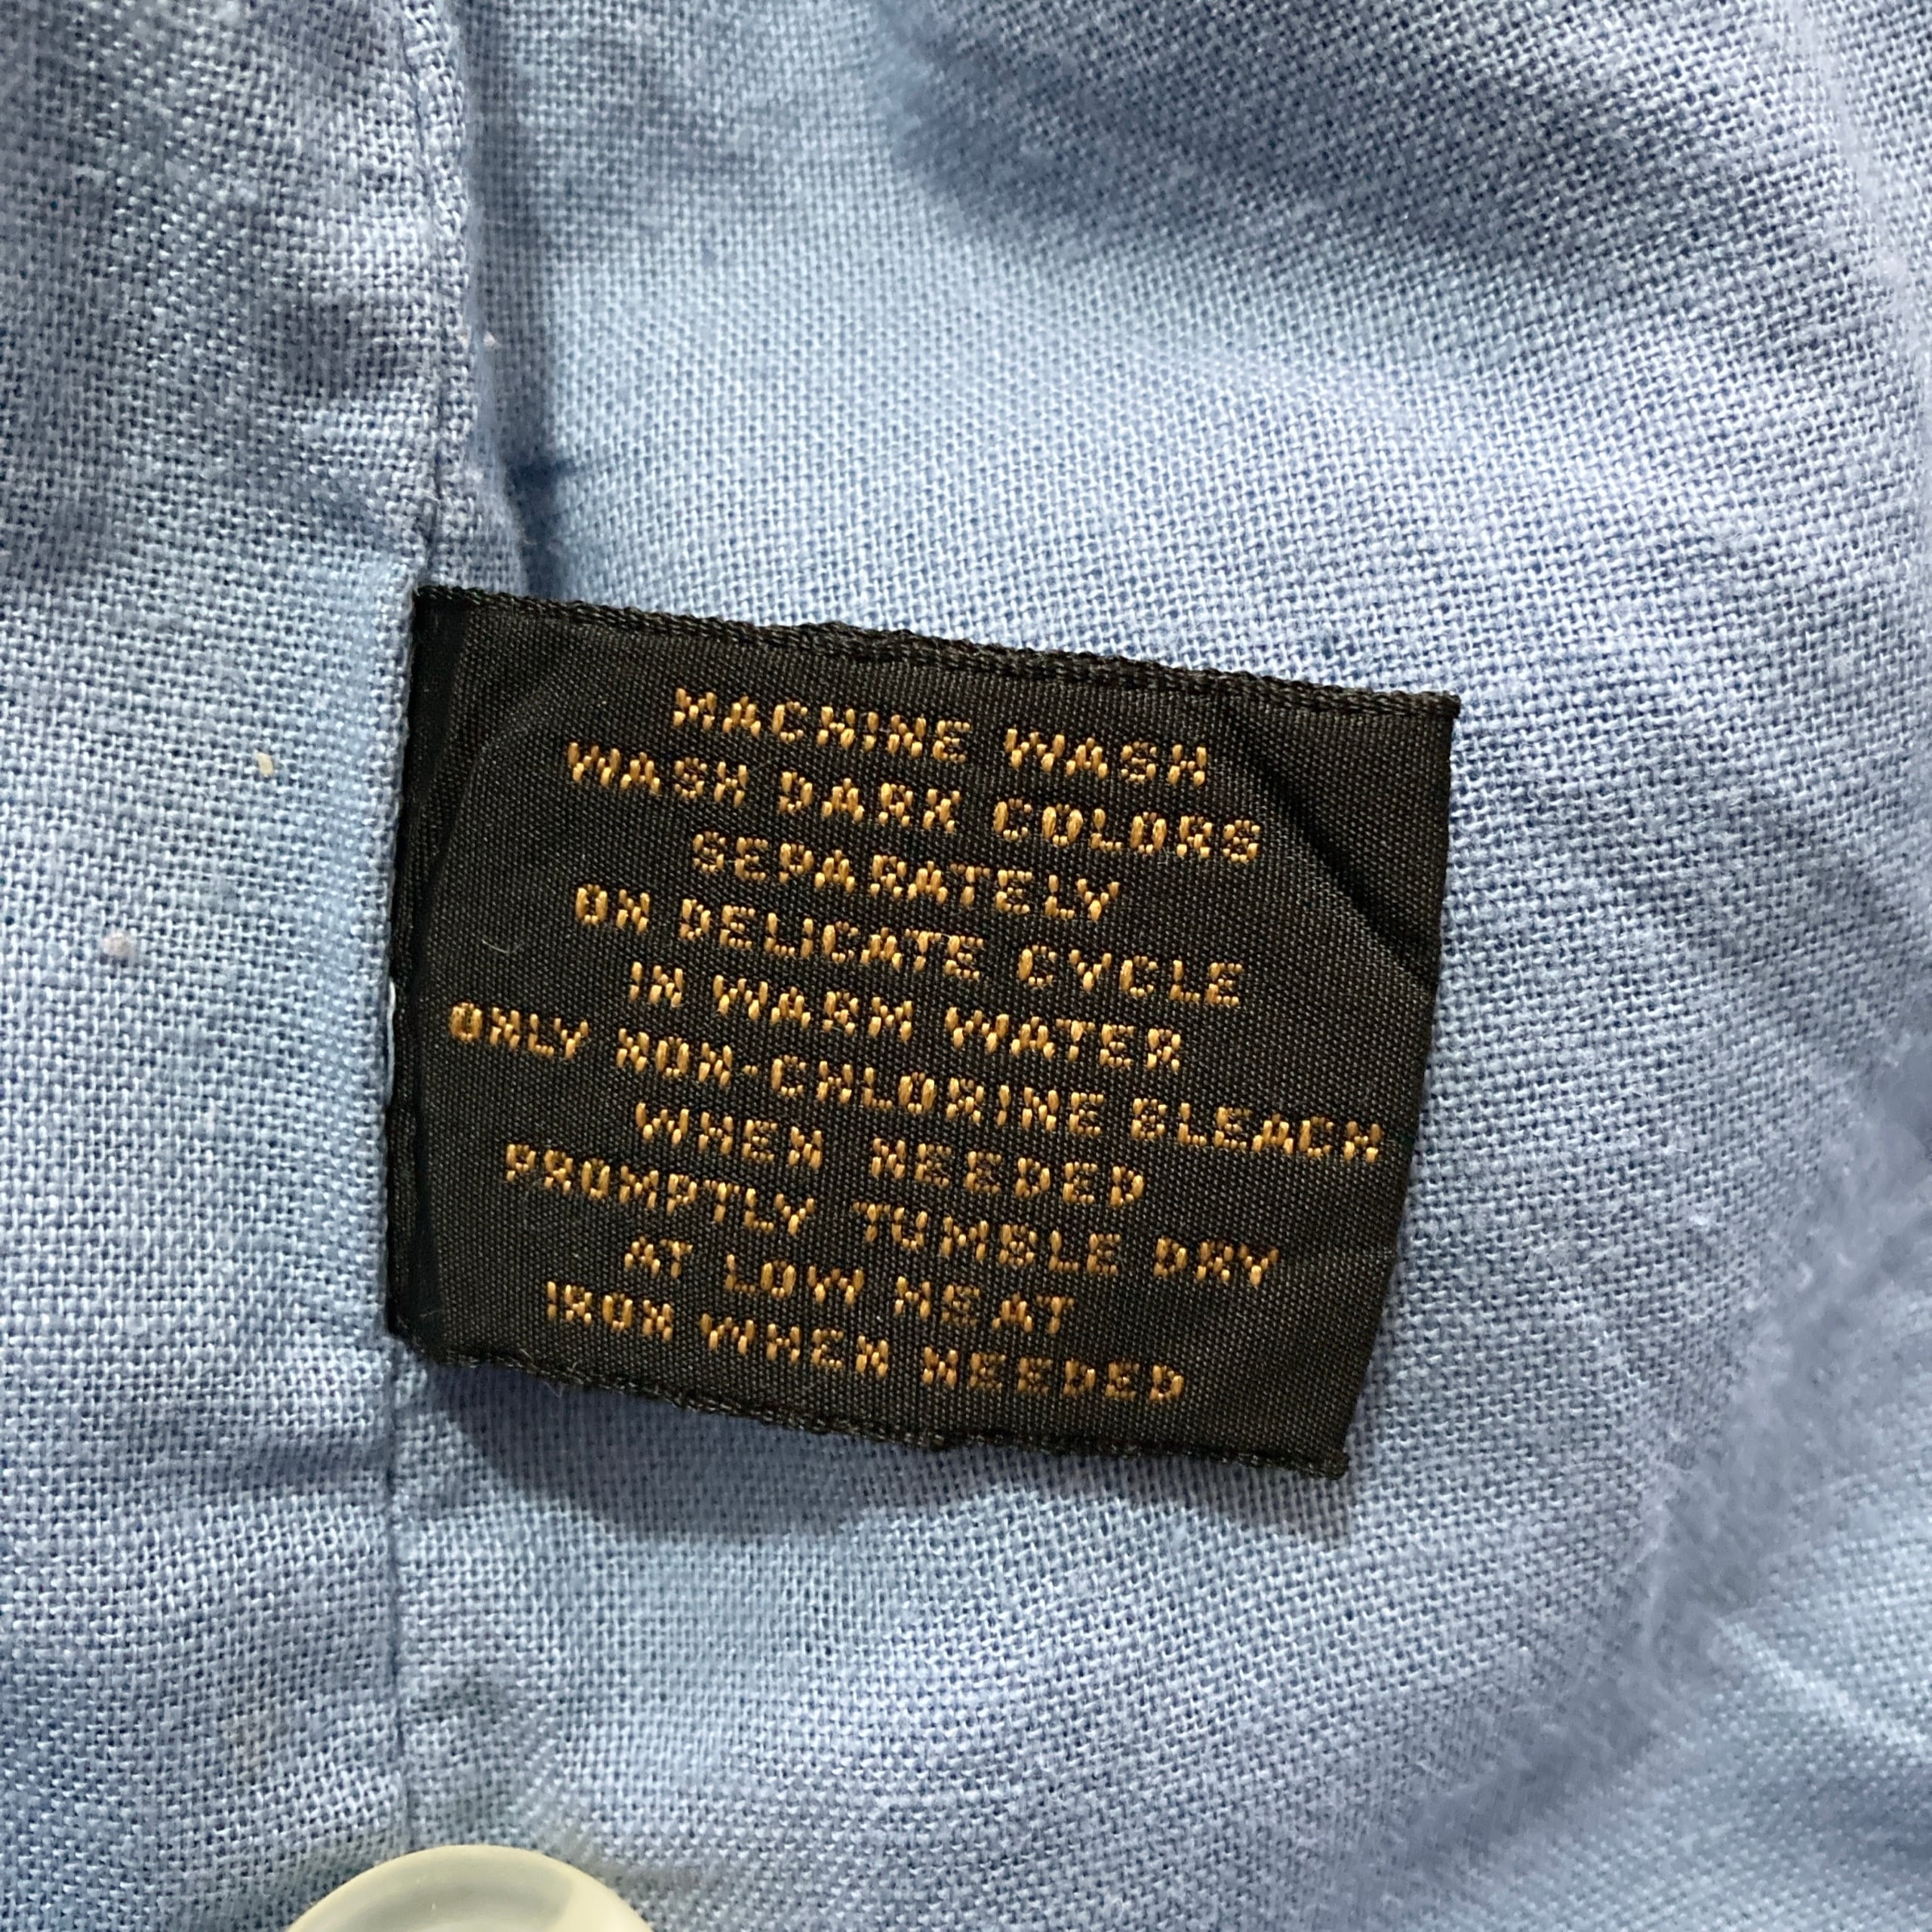 MACHINE WASH
WASH DARK COLORS
SEPARATELY
ON DELICATE CYCLE
IN WARM WATER
ONLY NON-CHLORINE BLEACH
WHEN NEEDED
PROMPTLY TUMBLE DRY
AT LOW HEAT
IRON WHEN NEEDED